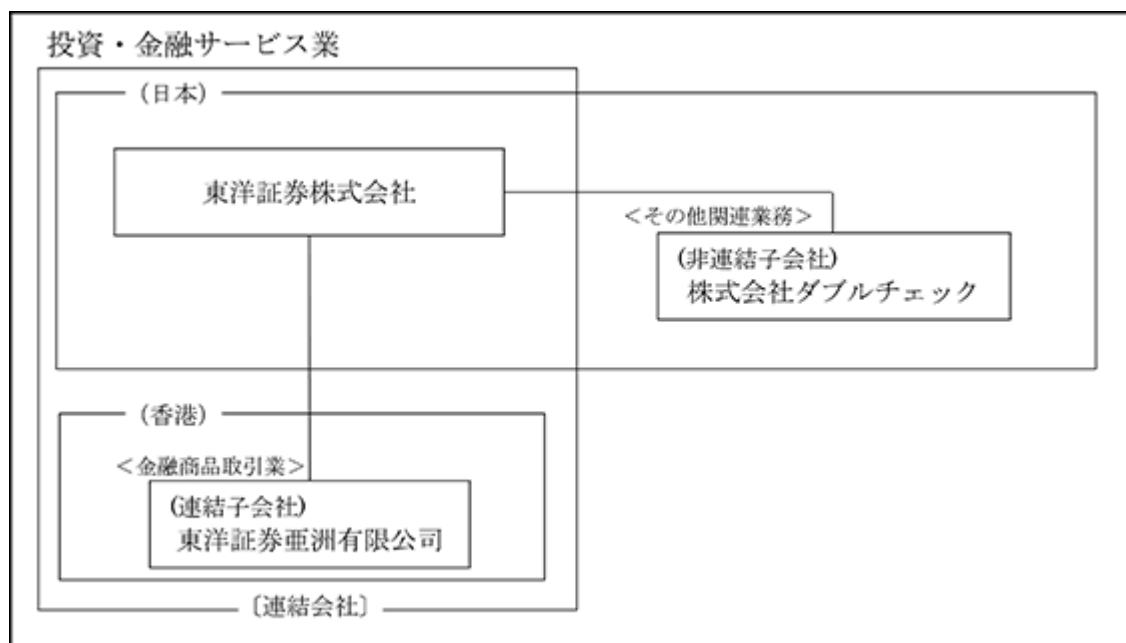 投資・金融サービス業
(日本)
東洋証券株式会社
＜その他関連業務＞
(非連結子会社)
株式会社ダブルチェック
(香港)
＜金融商品取引業＞
(連結子会社)
東洋証券亜洲有限公司
〔連結会社〕